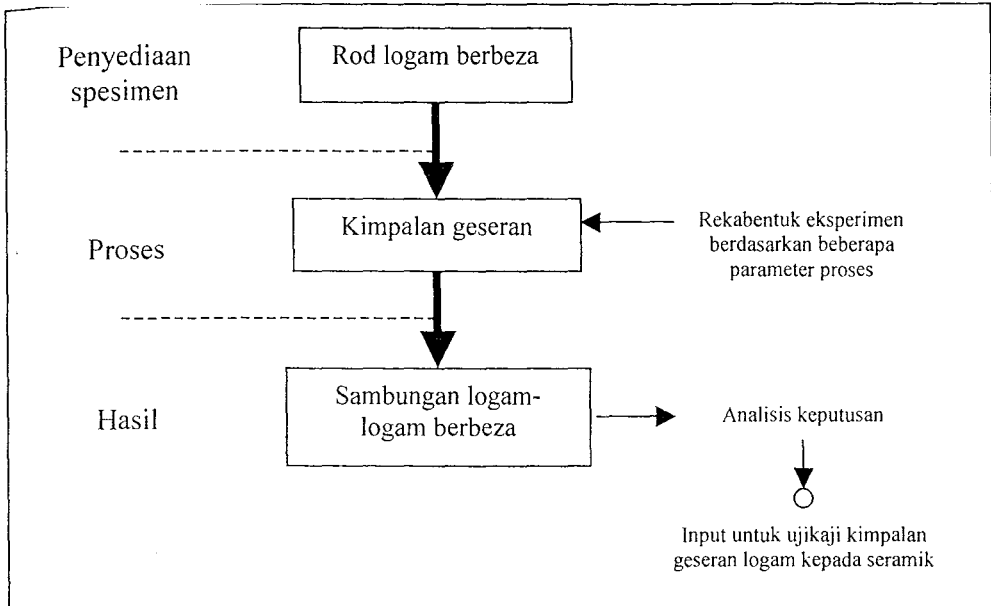 Penyediaan
spesimen
Rod logam berbeza
Proses
Kimpalan geseran
Rekabentuk eksperimen
berdasarkan beberapa
parameter proses
Hasil
Sambungan logam-
logam berbeza
Analisis keputusan
Input untuk ujikaji kimpalan
geseran logam kepada seramik